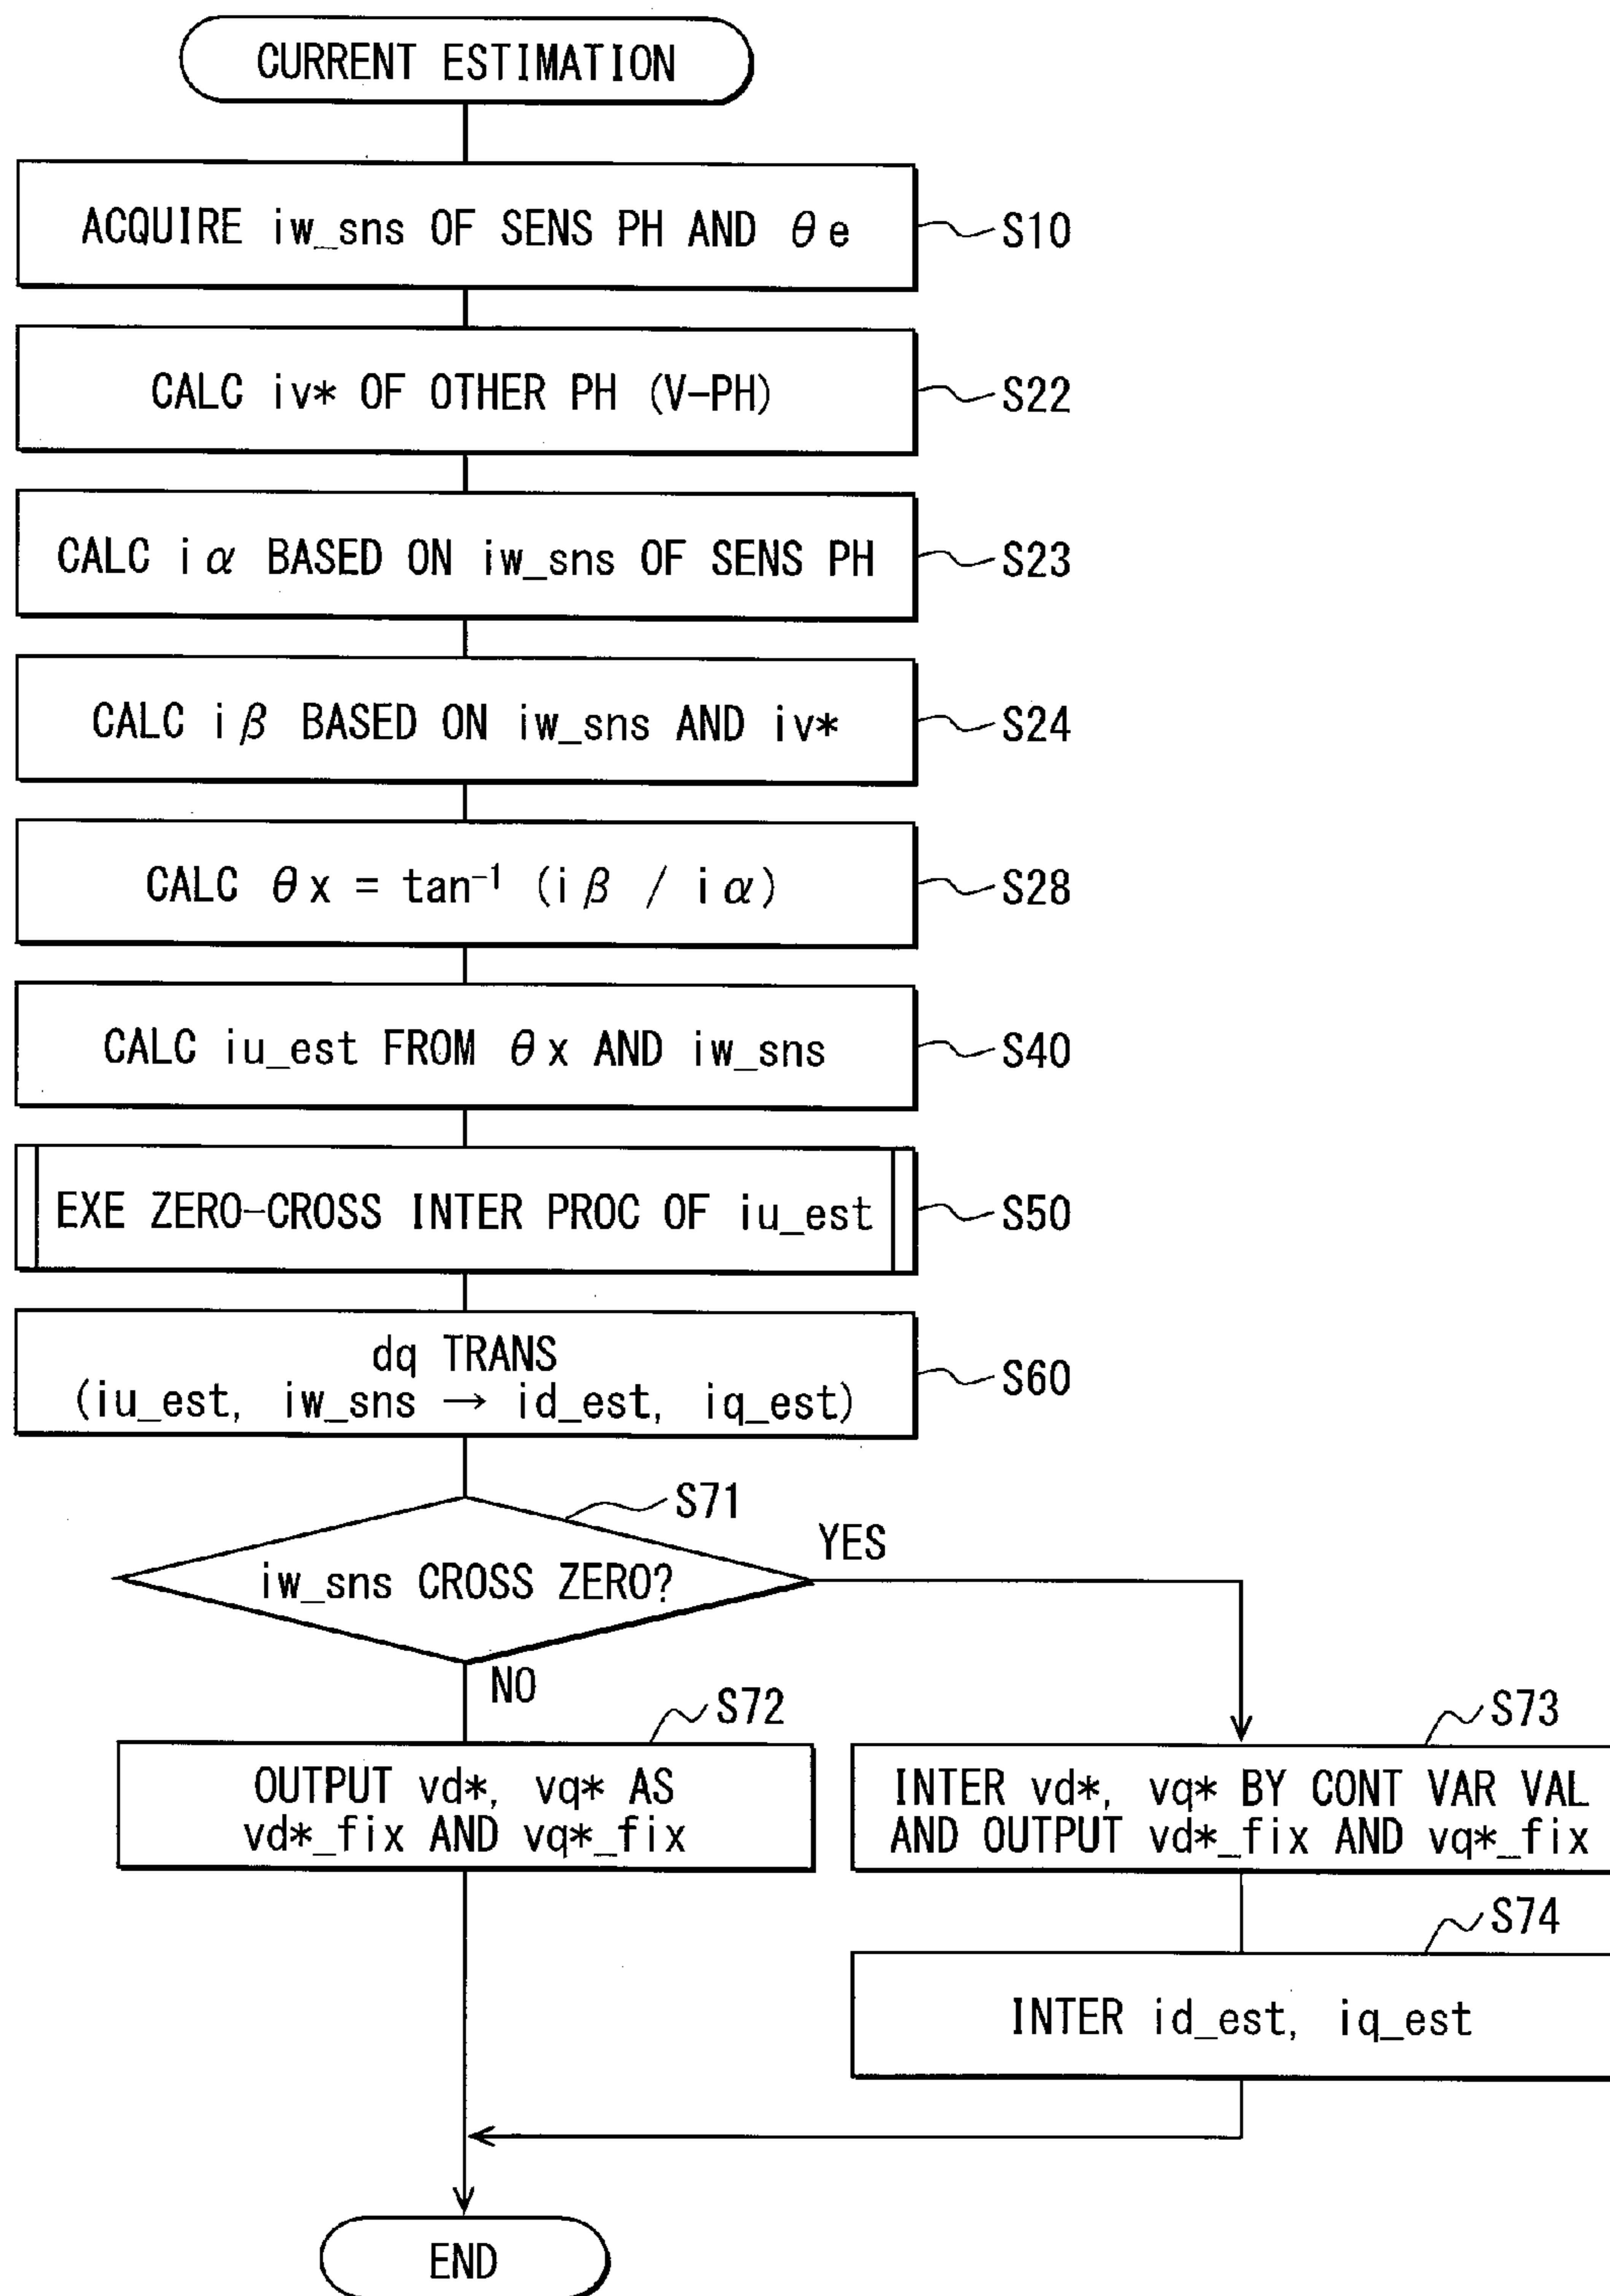 CURRENT ESTIMATION
ACQUIRE iw_sns OF SENS PH AND θe
S10
CALC iv* OF OTHER PH (V-PH)
S22
CALC iα BASED ON iw_sns OF SENS PH
S23
CALC iβ BASED ON iw_sns AND iv*
S24
CALC θx = tan⁻¹ (iβ / iα)
S28
CALC iu_est FROM θx AND iw_sns
S40
EXE ZERO-CROSS INTER PROC OF iu_est
S50
dq TRANS
(iu_est, iw_sns → id_est, iq_est)
S60
S71
iw_sns CROSS ZERO?
YES
NO
S72
OUTPUT vd*, vq* AS
vd*_fix AND vq*_fix
S73
INTER vd*, vq* BY CONT VAR VAL
AND OUTPUT vd*_fix AND vq*_fix
S74
INTER id_est, iq_est
END